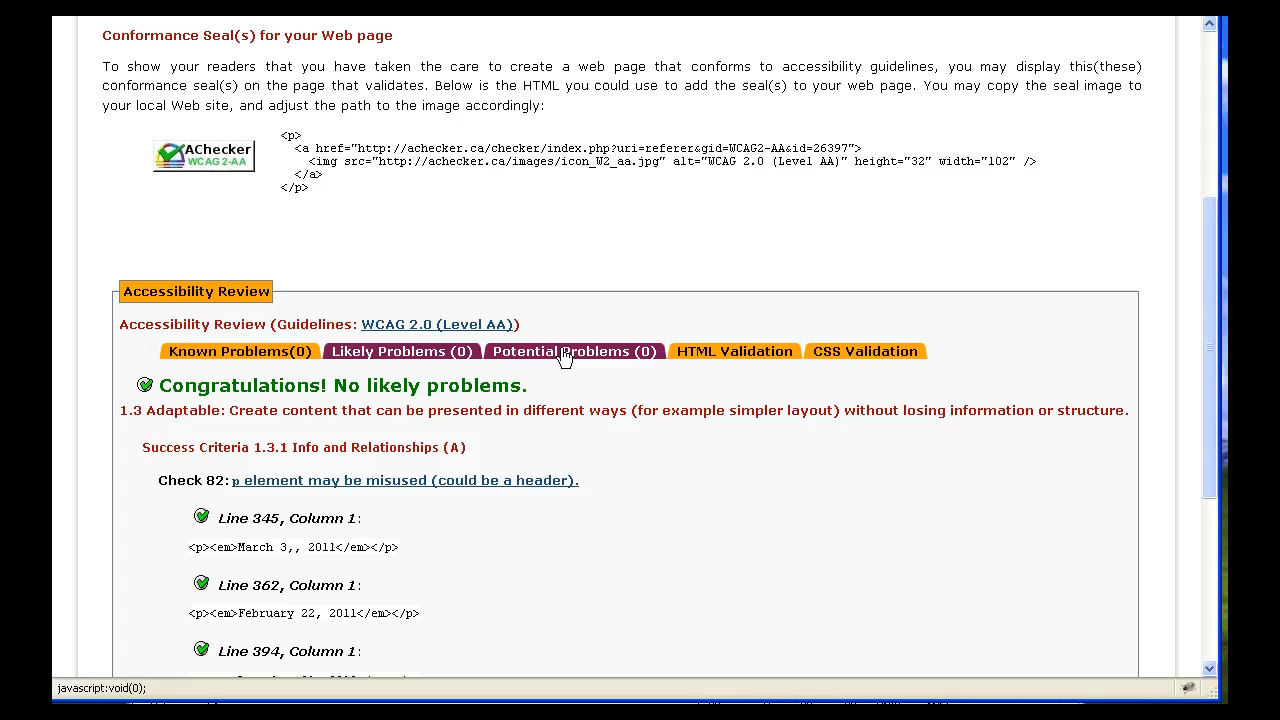 Conformance Seal(s) for your Web page
To show your readers that you have taken the care to create a web page that conforms to accessibility guidelines, you may display this(these)
conformance seal(s) on the page that validates. Below is the HTML you could use to add the seal(s) to your web page. You may copy the seal image to
your local Web site, and adjust the path to the image accordingly:
AChecker
WCAG 2-AA
<p>
<a href="http://achecker.ca/checker/index.php?uri=referer&gid=WCAG2-AA&id=26397">
<img src="http://achecker.ca/images/icon_W2_aa.jpg" alt="WCAG 2.0 (Level AA)" height="32" width="102" />
</a>
</p>
Accessibility Review
Accessibility Review (Guidelines: WCAG 2.0 (Level AA))
Known Problems(0) Likely Problems (0) Potential Problems (0) HTML Validation CSS Validation
Congratulations! No likely problems.
1.3 Adaptable: Create content that can be presented in different ways (for example simpler layout) without losing information or structure.
Success Criteria 1.3.1 Info and Relationships (A)
Check 82: p element may be misused (could be a header).
Line 345, Column 1:
<p><em>March 3,, 2011</em></p>
Line 362, Column 1:
<p><em>February 22, 2011</em></p>
Line 394, Column 1:
javascript:void(0);